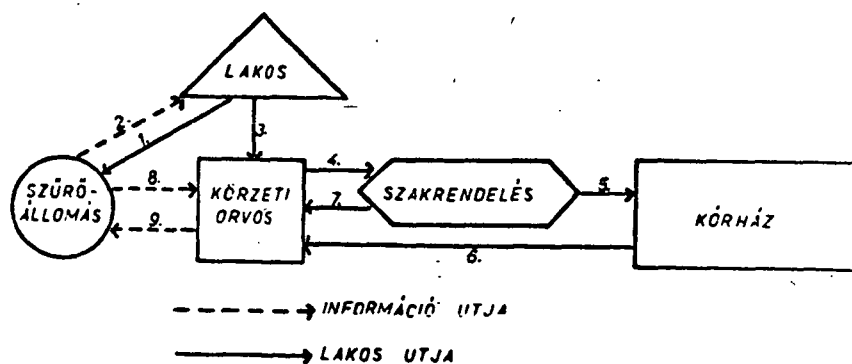 LAKOS
2.
1.
3.
4.
SZŰRŐ-
ÁLLOMÁS
8.
9.
KÖRZETI
ORVOS
7.
SZAKRENDELÉS
5.
KÓRHÁZ
6.
INFORMÁCIÓ UTJA
LAKOS UTJA